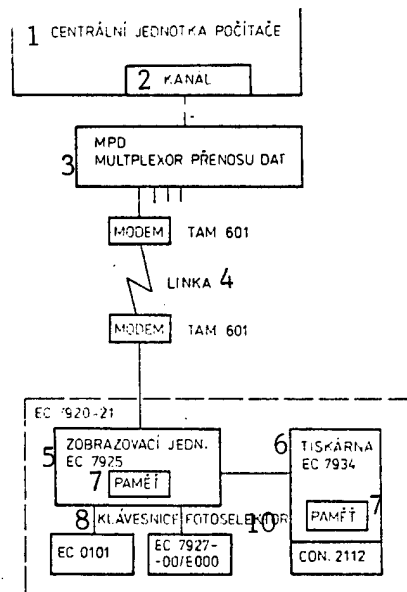 1 CENTRÁLNÍ JEDNOTKA POČÍTAČE
2 KANÁL
MPD
3 MULTPLEXOR PŘENOSU DAT
MODEM TAM 601
LINKA 4
MODEM TAM 601
EC 7920-21
5 ZOBRAZOVACÍ JEDN.
EC 7925
7 PAMĚŤ
6 TISKÁRNA
EC 7934
PAMĚŤ 7
8 KLÁVESNICE FOTOSELEKTOR 10
EC 0101
EC 7927-
-00/E000
CON. 2112